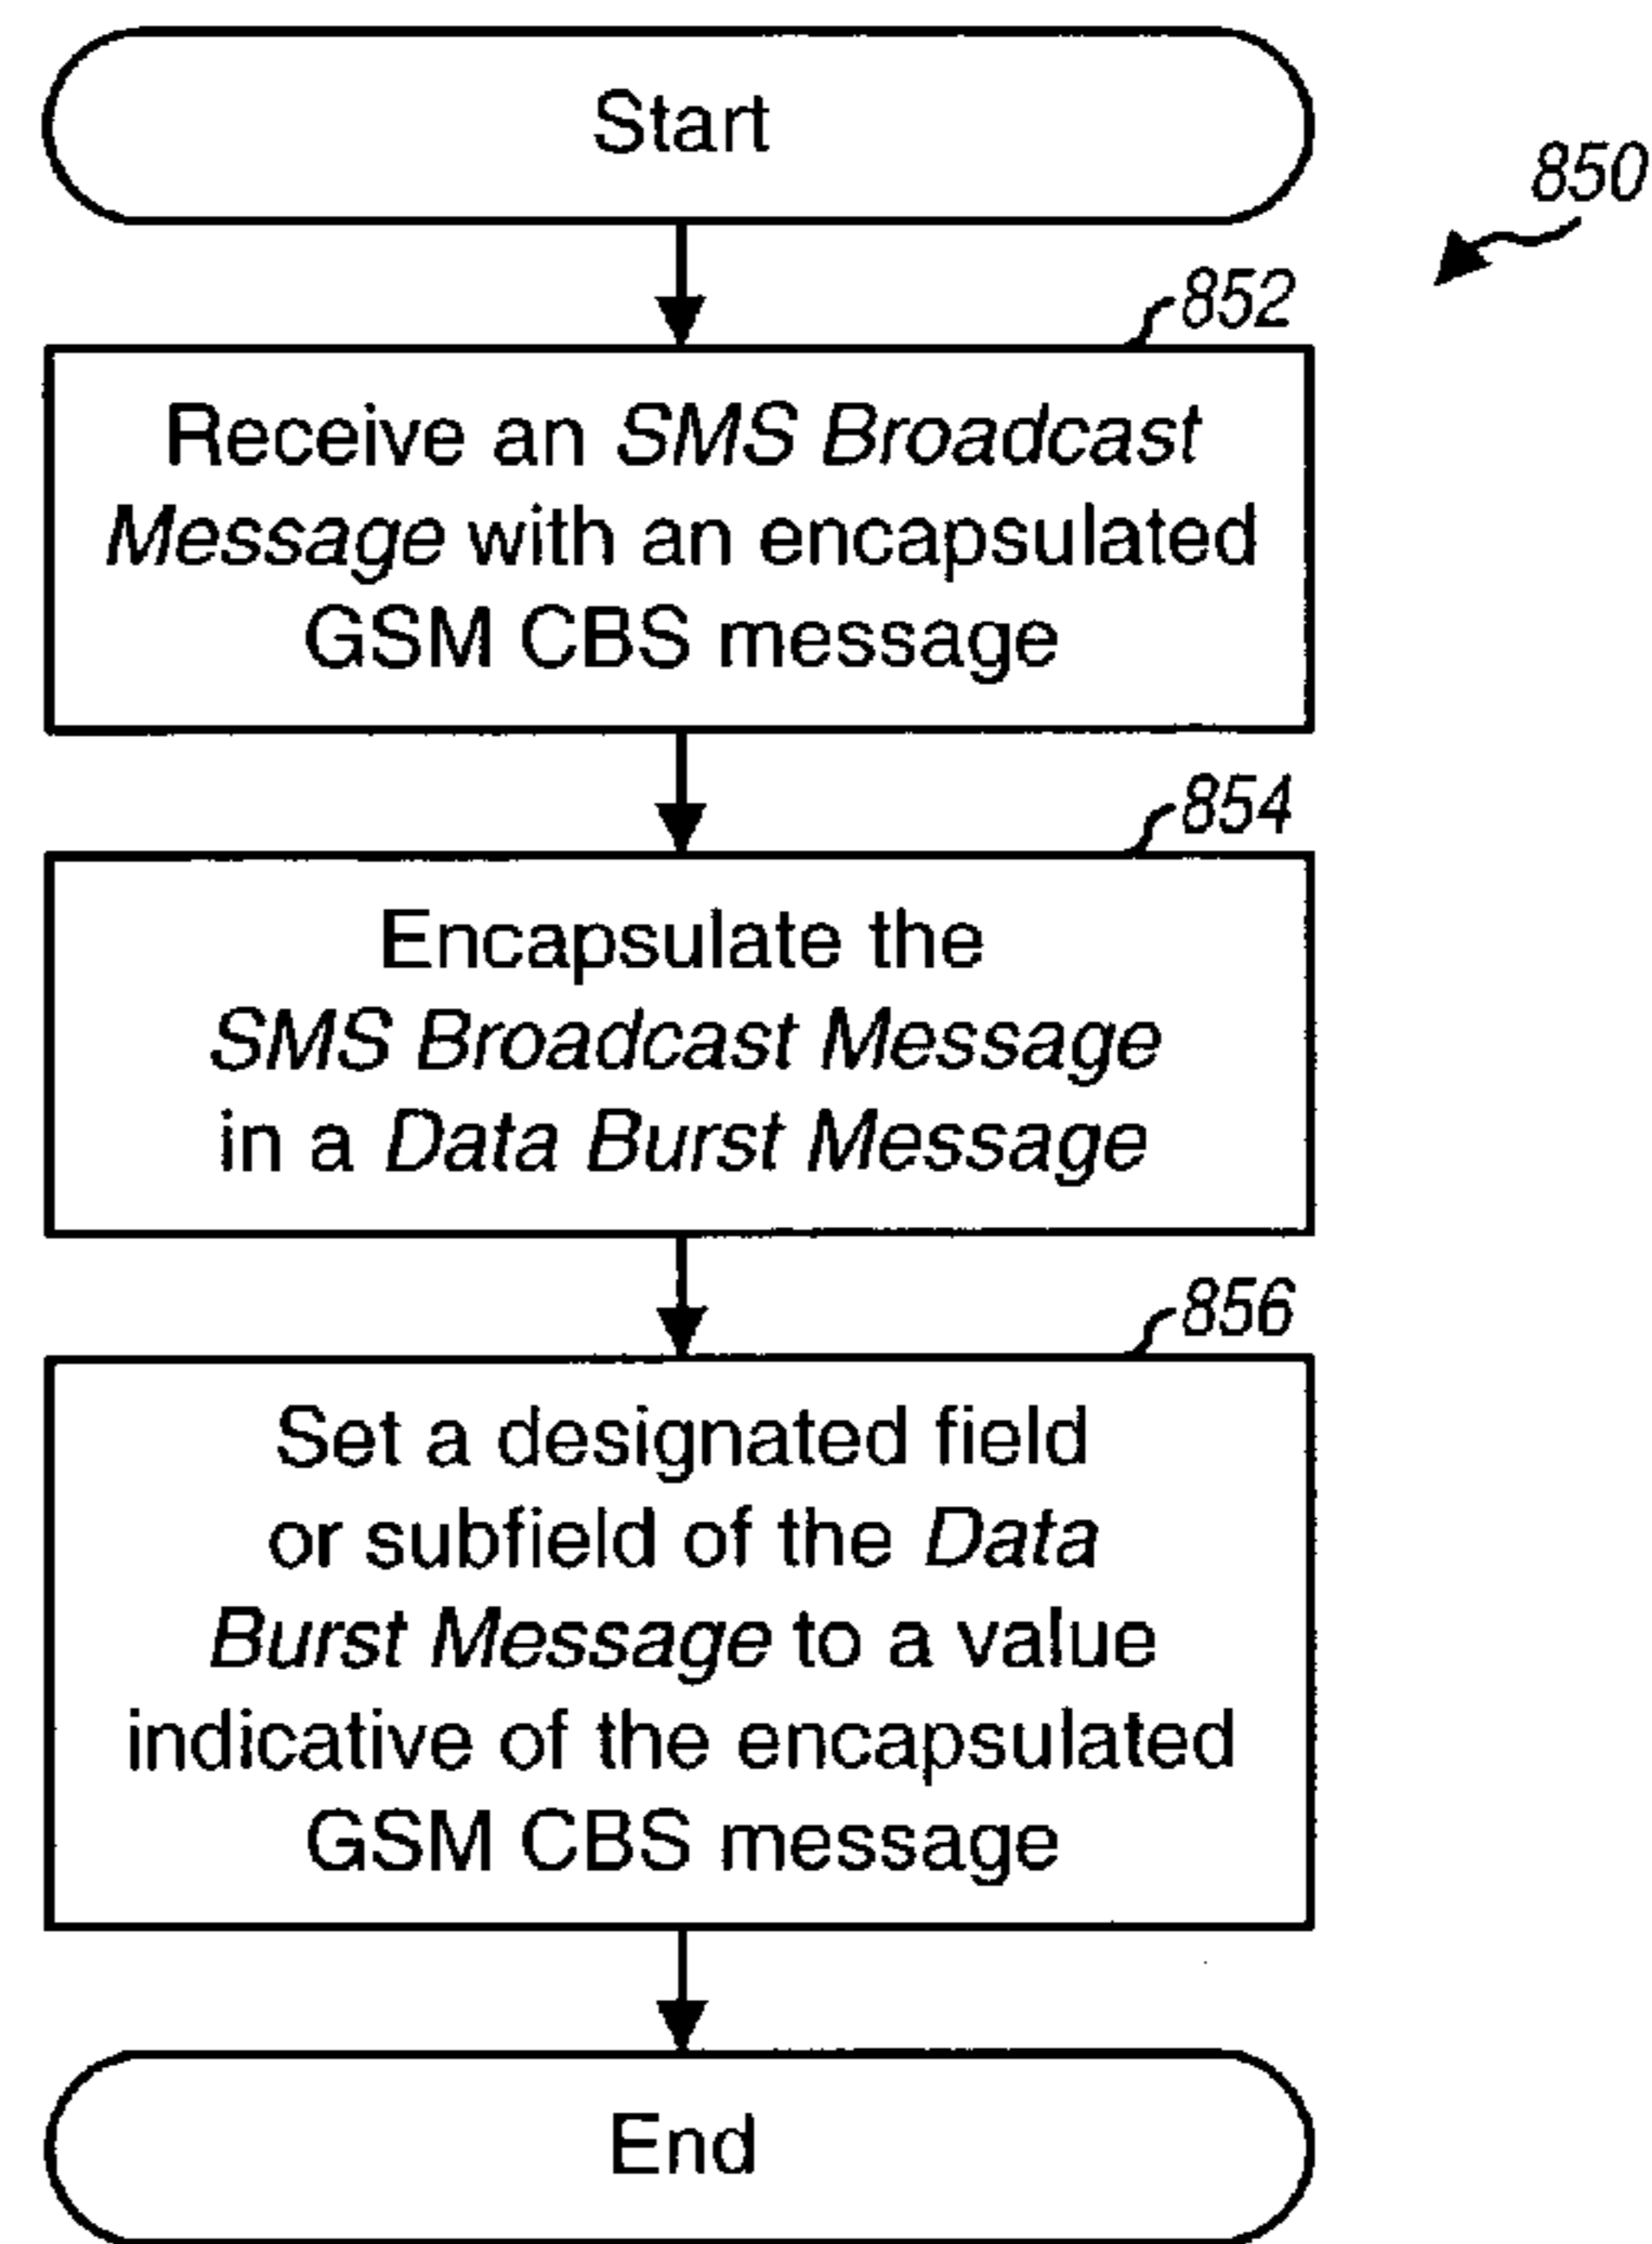 Start
850
852
Receive an SMS Broadcast
Message with an encapsulated
GSM CBS message
854
Encapsulate the
SMS Broadcast Message
in a Data Burst Message
856
Set a designated field
or subfield of the Data
Burst Message to a value
indicative of the encapsulated
GSM CBS message
End